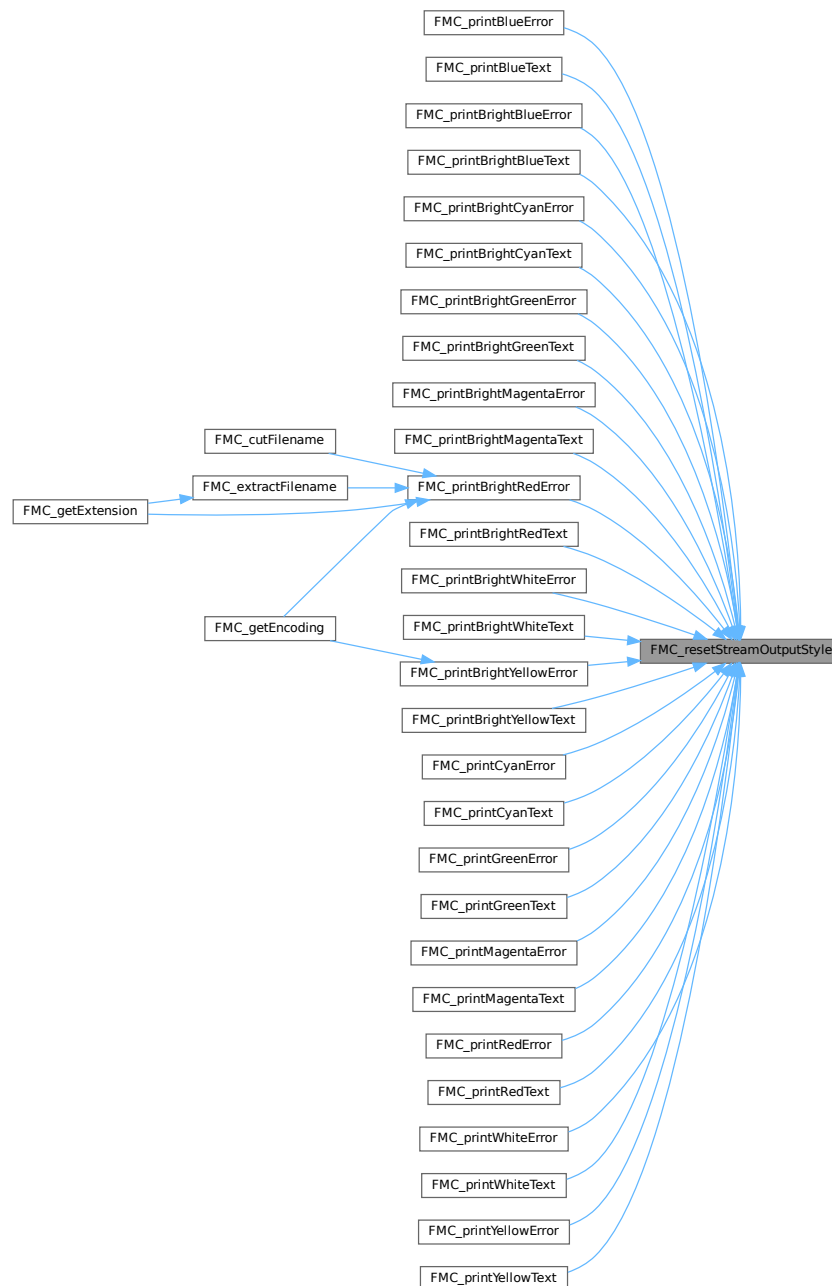 FMC_printBlueError
FMC_printBlueText
FMC_printBrightBlueError
FMC_printBrightBlueText
FMC_printBrightCyanError
FMC_printBrightCyanText
FMC_printBrightGreenError
FMC_printBrightGreenText
FMC_printBrightMagentaError
FMC_cutFilename
FMC_printBrightMagentaText
FMC_extractFilename
FMC_printBrightRedError
FMC_getExtension
FMC_printBrightRedText
FMC_printBrightWhiteError
FMC_getEncoding
FMC_printBrightWhiteText
FMC_resetStreamOutputStyle
FMC_printBrightYellowError
FMC_printBrightYellowText
FMC_printCyanError
FMC_printCyanText
FMC_printGreenError
FMC_printGreenText
FMC_printMagentaError
FMC_printMagentaText
FMC_printRedError
FMC_printRedText
FMC_printWhiteError
FMC_printWhiteText
FMC_printYellowError
FMC_printYellowText